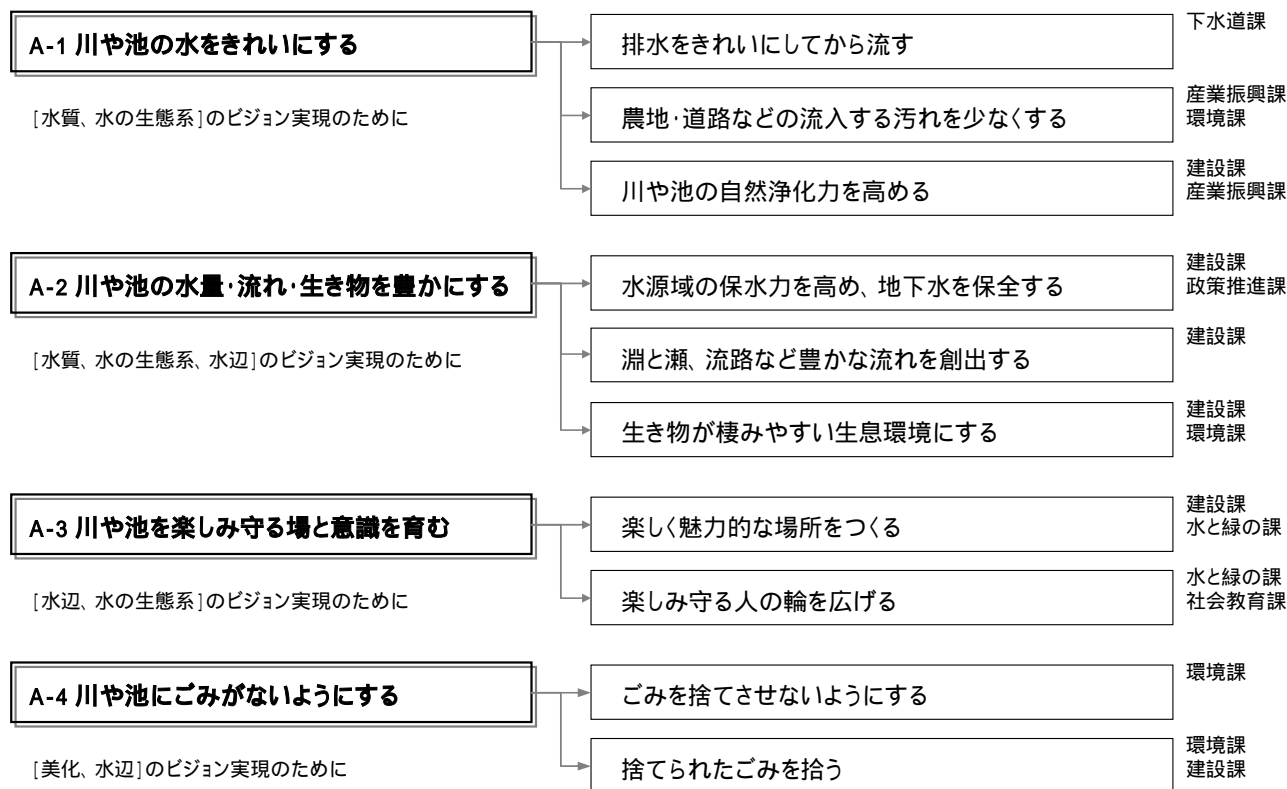 A-1 川や池の水をきれいにする
[水質、水の生態系]のビジョン実現のために
排水をきれいにしてから流す
下水道課
農地･道路などの流入する汚れを少なくする
産業振興課
環境課
川や池の自然浄化力を高める
建設課
産業振興課
A-2 川や池の水量･流れ･生き物を豊かにする
[水質、水の生態系、水辺]のビジョン実現のために
水源域の保水力を高め、地下水を保全する
建設課
政策推進課
淵と瀬、流路など豊かな流れを創出する
建設課
生き物が棲みやすい生息環境にする
建設課
環境課
A-3 川や池を楽しみ守る場と意識を育む
[水辺、水の生態系]のビジョン実現のために
楽しく魅力的な場所をつくる
建設課
水と緑の課
楽しみ守る人の輪を広げる
水と緑の課
社会教育課
A-4 川や池にごみがないようにする
[美化、水辺]のビジョン実現のために
ごみを捨てさせないようにする
環境課
捨てられたごみを拾う
環境課
建設課